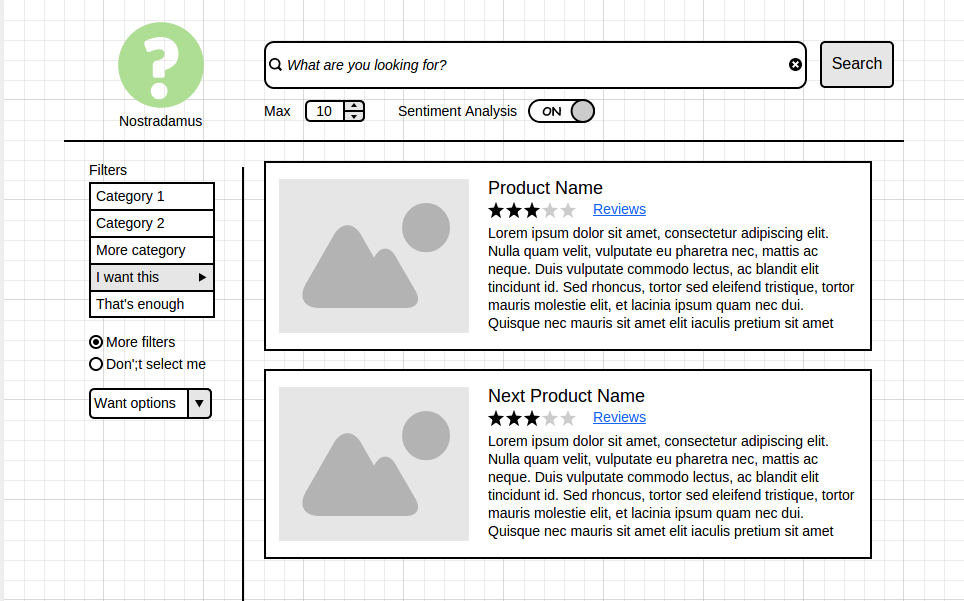 ?
Nostradamus
What are you looking for?
Search
Max 10 Sentiment Analysis ON
Filters
Category 1
Category 2
More category
I want this
That's enough
More filters
Don';t select me
Want options
Product Name
Reviews
Lorem ipsum dolor sit amet, consectetur adipiscing elit.
Nulla quam velit, vulputate eu pharetra nec, mattis ac
neque. Duis vulputate commodo lectus, ac blandit elit
tincidunt id. Sed rhoncus, tortor sed eleifend tristique, tortor
mauris molestie elit, et lacinia ipsum quam nec dui.
Quisque nec mauris sit amet elit iaculis pretium sit amet
Next Product Name
Reviews
Lorem ipsum dolor sit amet, consectetur adipiscing elit.
Nulla quam velit, vulputate eu pharetra nec, mattis ac
neque. Duis vulputate commodo lectus, ac blandit elit
tincidunt id. Sed rhoncus, tortor sed eleifend tristique, tortor
mauris molestie elit, et lacinia ipsum quam nec dui.
Quisque nec mauris sit amet elit iaculis pretium sit amet